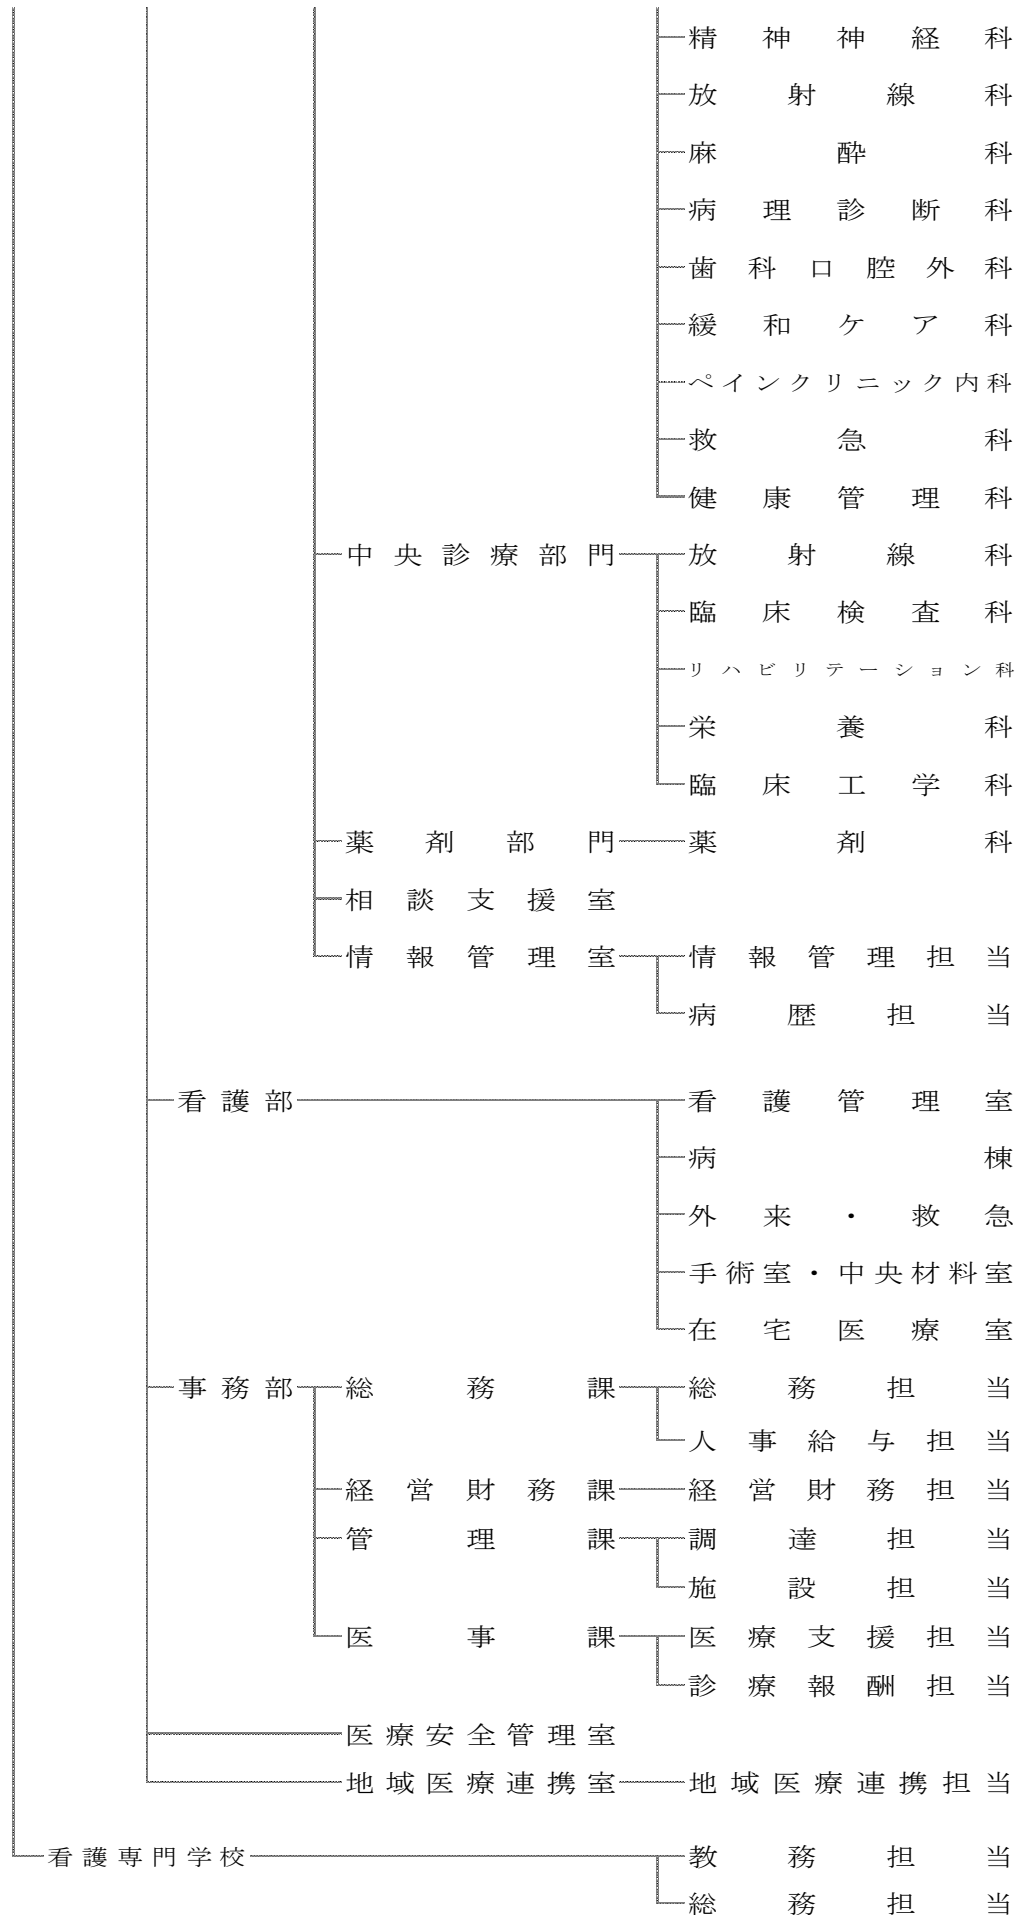 精神神経科
放射線科
麻酔科
病理診断科
歯科口腔外科
緩和ケア科
ペインクリニック内科
救急科
健康管理科
中央診療部門 放射線科
臨床検査科
リハビリテーション科
栄養科
臨床工学科
薬剤部門 薬剤科
相談支援室
情報管理室 情報管理担当
病歴担当
看護部 看護管理室
病棟
外来・救急
手術室・中央材料室
在宅医療室
事務部 総務課 総務担当
人事給与担当
経営財務課 経営財務担当
管理課 調達担当
施設担当
医事課 医療支援担当
診療報酬担当
医療安全管理室
地域医療連携室 地域医療連携担当
看護専門学校 教務担当
総務担当